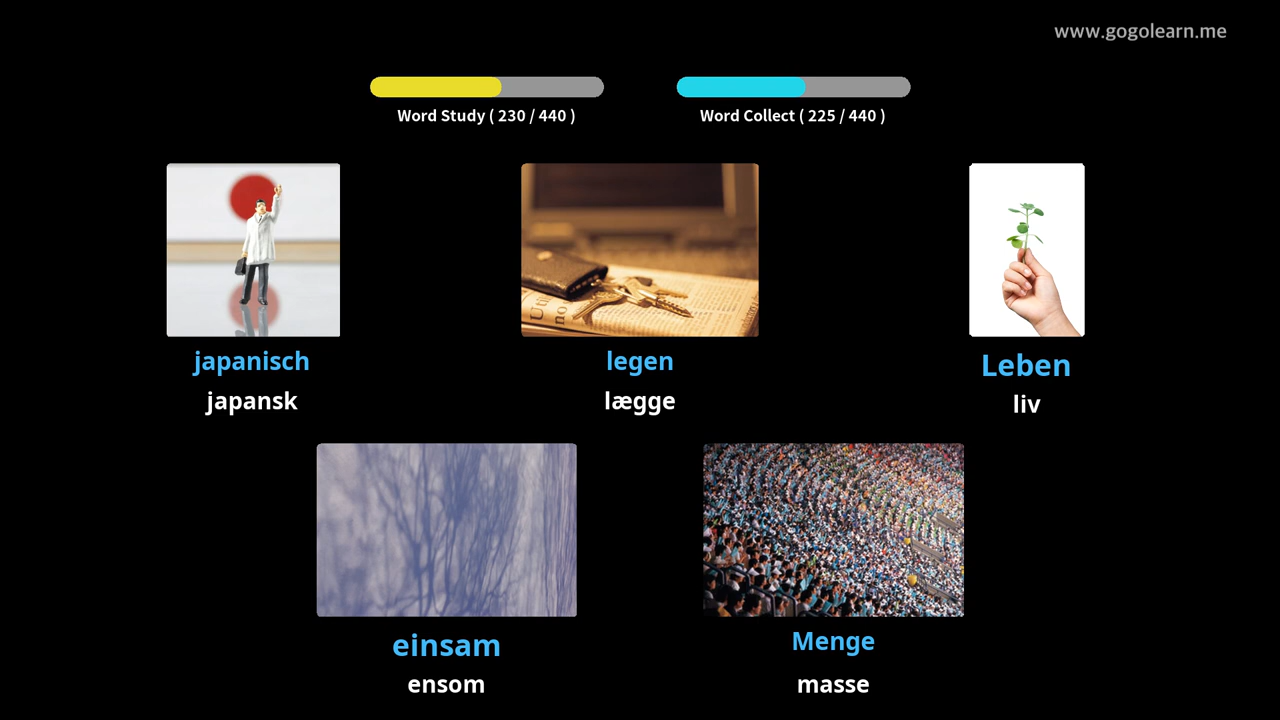 www.gogolearn.me
Word Study ( 230 / 440 )
Word Collect ( 225 / 440 )
japanisch
legen
Leben
japansk
lægge
liv
einsam
Menge
ensom
masse